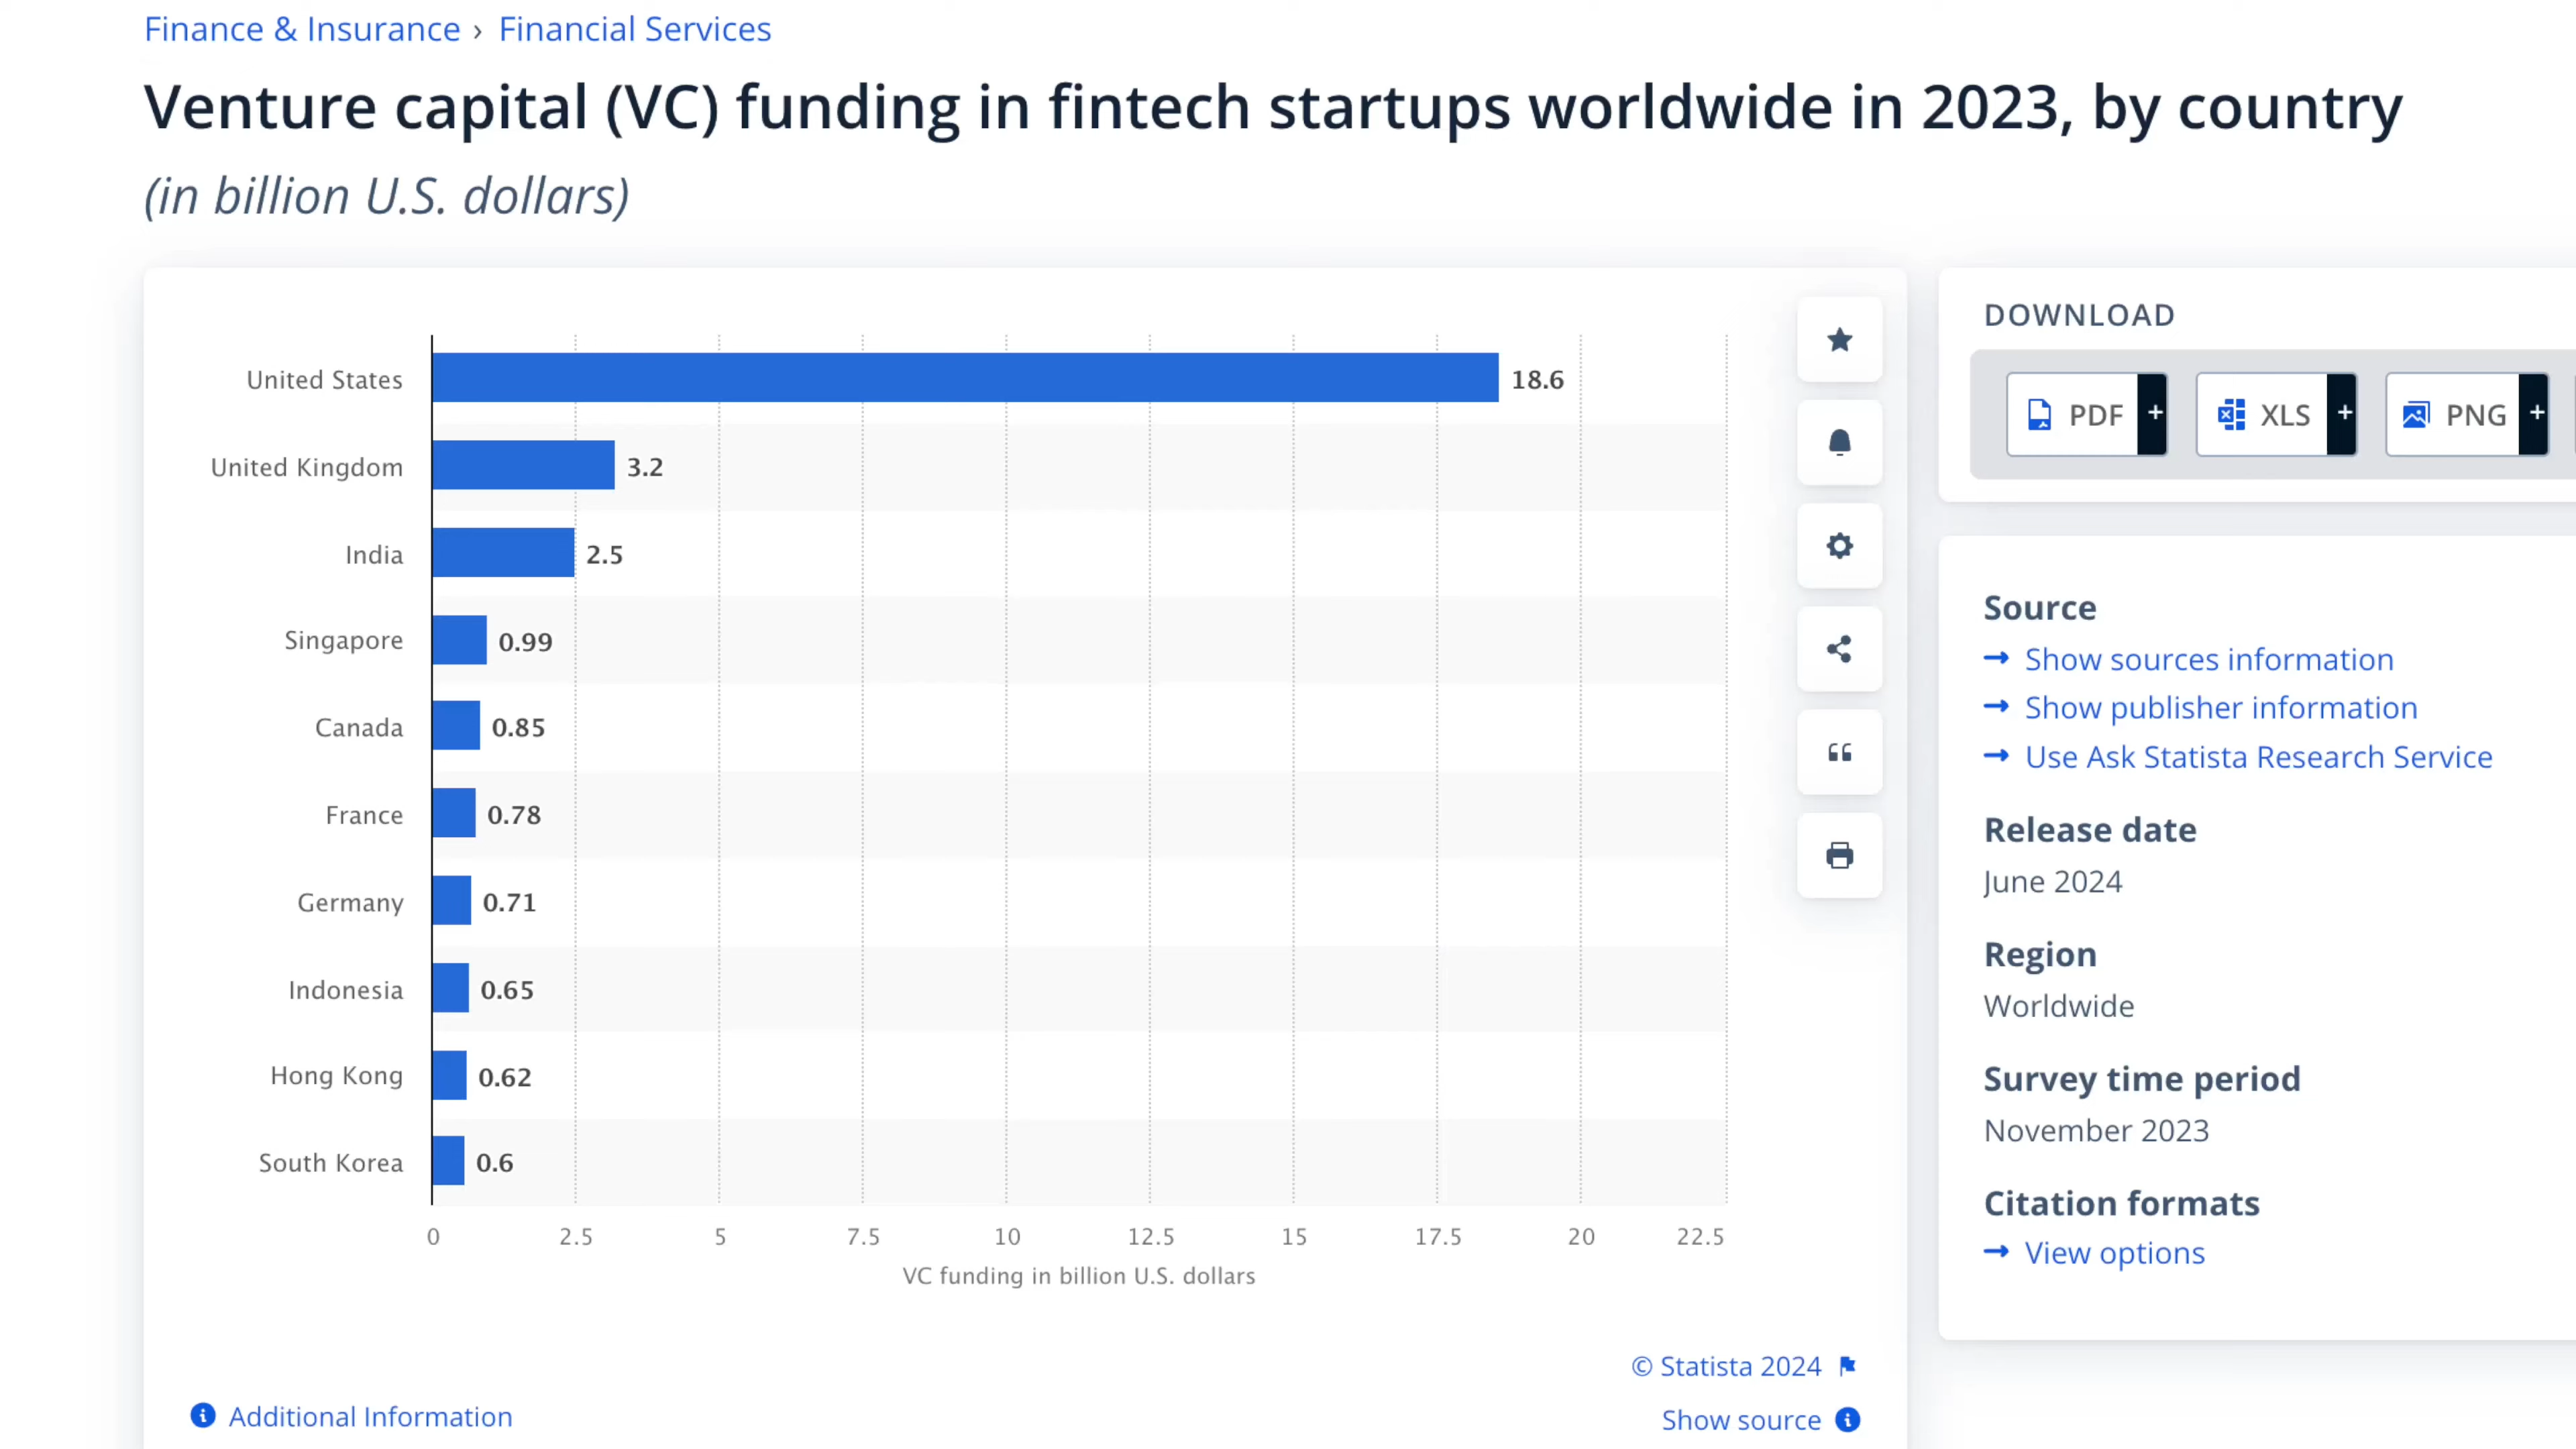 Finance & Insurance › Financial Services
Venture capital (VC) funding in fintech startups worldwide in 2023, by country
(in billion U.S. dollars)
United States 18.6
United Kingdom 3.2
India 2.5
Singapore 0.99
Canada 0.85
France 0.78
Germany 0.71
Indonesia 0.65
Hong Kong 0.62
South Korea 0.6
0 2.5 5 7.5 10 12.5 15 17.5 20 22.5
VC funding in billion U.S. dollars
© Statista 2024
Additional Information
Show source
DOWNLOAD
PDF + XLS + PNG +
Source
→ Show sources information
→ Show publisher information
→ Use Ask Statista Research Service
Release date
June 2024
Region
Worldwide
Survey time period
November 2023
Citation formats
→ View options